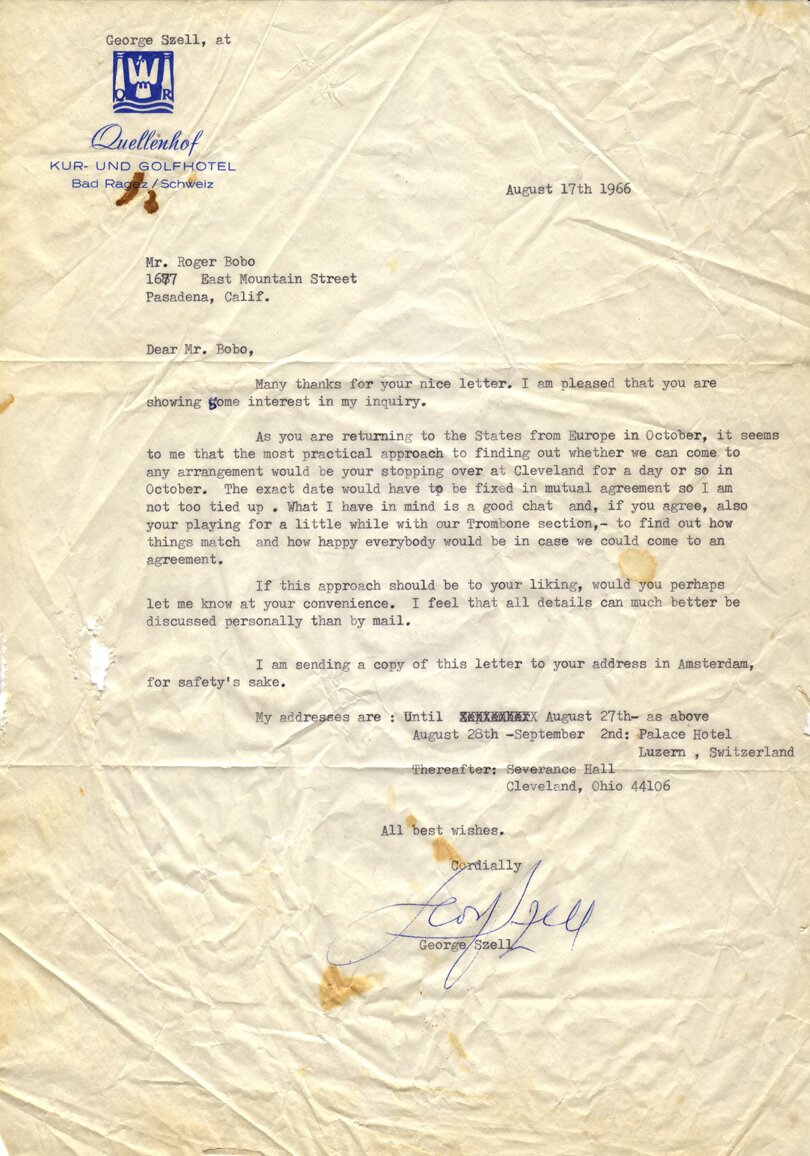 George Szell, at
Q R
Quellenhof
KUR- UND GOLFHOTEL
Bad Ragaz / Schweiz
August 17th 1966
Mr. Roger Bobo
1677 East Mountain Street
Pasadena, Calif.
Dear Mr. Bobo,
Many thanks for your nice letter. I am pleased that you are
showing some interest in my inquiry.
As you are returning to the States from Europe in October, it seems
to me that the most practical approach to finding out whether we can come to
any arrangement would be your stopping over at Cleveland for a day or so in
October. The exact date would have to be fixed in mutual agreement so I am
not too tied up . What I have in mind is a good chat and, if you agree, also
your playing for a little while with our Trombone section,- to find out how
things match and how happy everybody would be in case we could come to an
agreement.
If this approach should be to your liking, would you perhaps
let me know at your convenience. I feel that all details can much better be
discussed personally than by mail.
I am sending a copy of this letter to your address in Amsterdam,
for safety's sake.
My addresses are : Until August 27th- as above
August 28th -September 2nd: Palace Hotel
Luzern , Switzerland
Thereafter: Severance Hall
Cleveland, Ohio 44106
All best wishes.
Cordially
George Szell
George Szell